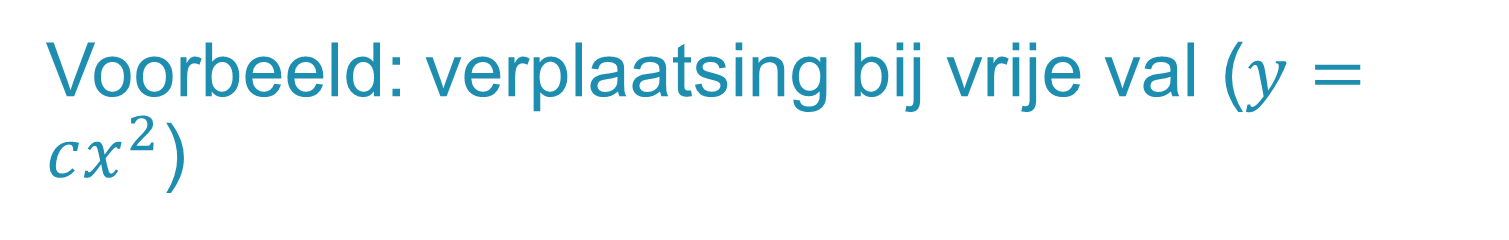 Voorbeeld: verplaatsing bij vrije val (𝑦 =
𝑐𝑥²)